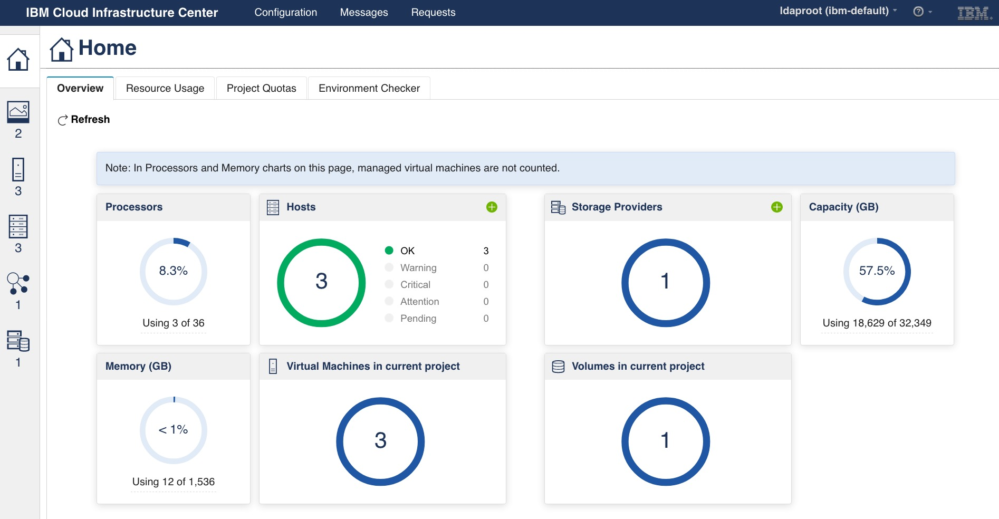 IBM Cloud Infrastructure Center
Configuration
Messages
Requests
ldaproot (ibm-default)
?
IBM
Home
2
3
3
1
1
Overview
Resource Usage
Project Quotas
Environment Checker
Refresh
Note: In Processors and Memory charts on this page, managed virtual machines are not counted.
Processors
8.3%
Using 3 of 36
Hosts
3
OK 3
Warning 0
Critical 0
Attention 0
Pending 0
Storage Providers
1
Capacity (GB)
57.5%
Using 18,629 of 32,349
Memory (GB)
< 1%
Using 12 of 1,536
Virtual Machines in current project
3
Volumes in current project
1